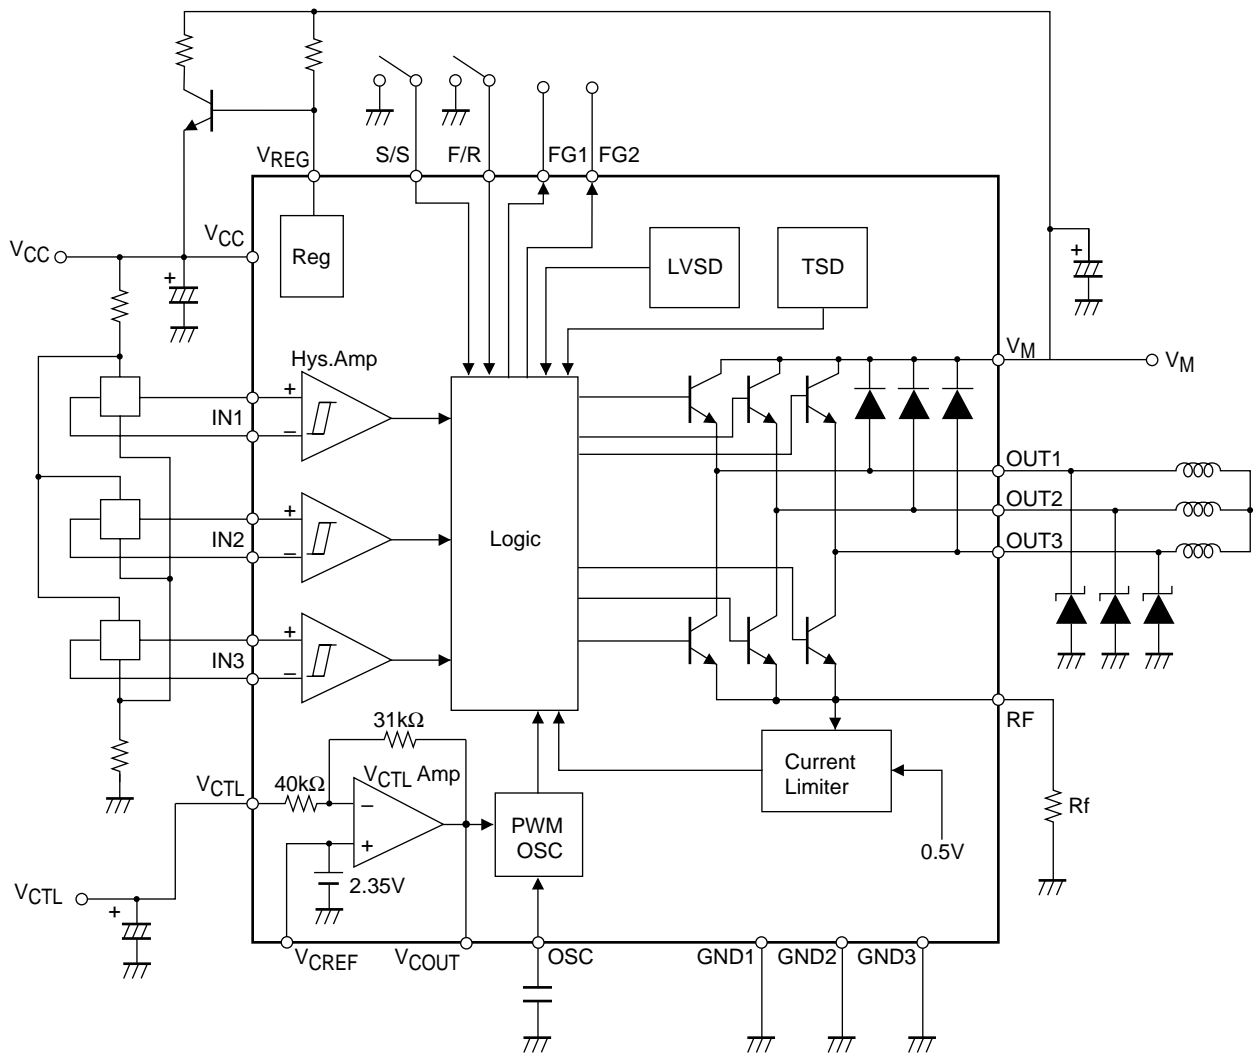 VREG
S/S
F/R
FG1
FG2
VCC
VCC
+
Reg
LVSD
TSD
+
VM
VM
Hys.Amp
+
IN1
−
+
IN2
−
+
IN3
−
Logic
OUT1
OUT2
OUT3
RF
31kΩ
VCTL
40kΩ
VCTL Amp
−
+
2.35V
PWM
OSC
Current
Limiter
0.5V
Rf
VCTL
+
VCREF
VCOUT
OSC
GND1
GND2
GND3